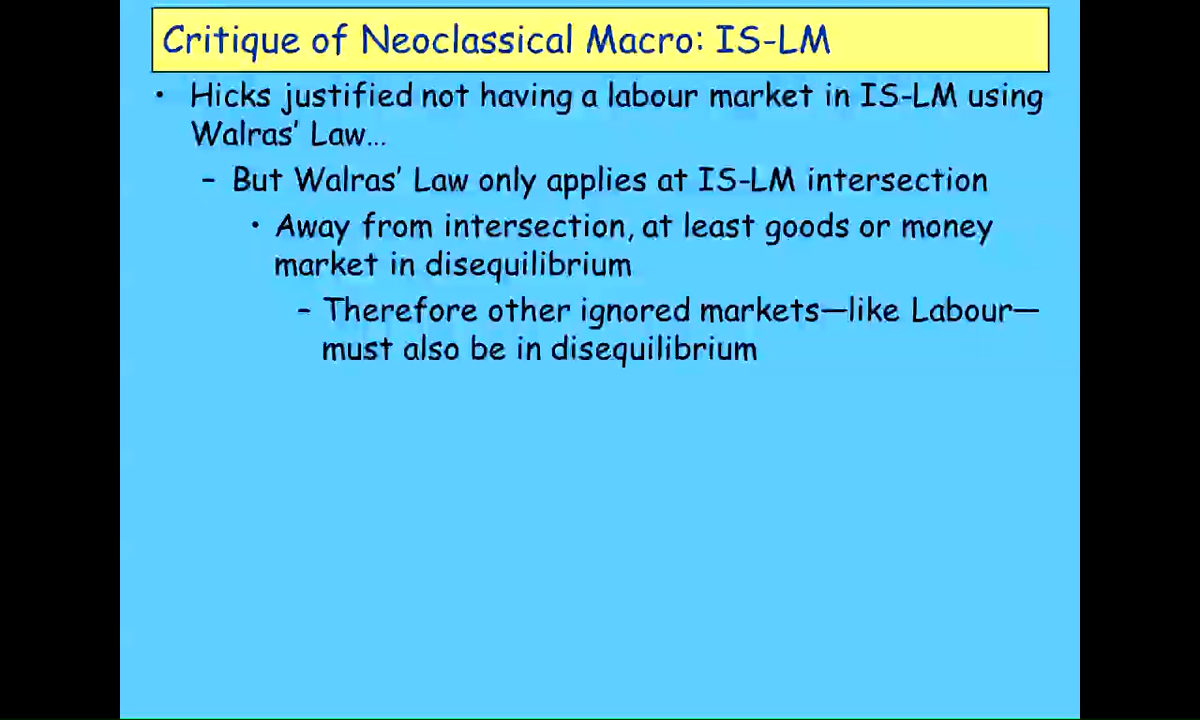 Critique of Neoclassical Macro: IS-LM
• Hicks justified not having a labour market in IS-LM using
Walras' Law…
– But Walras' Law only applies at IS-LM intersection
• Away from intersection, at least goods or money
market in disequilibrium
– Therefore other ignored markets—like Labour—
must also be in disequilibrium